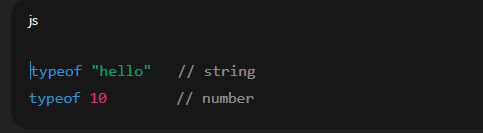 js
typeof "hello"   // string
typeof 10        // number